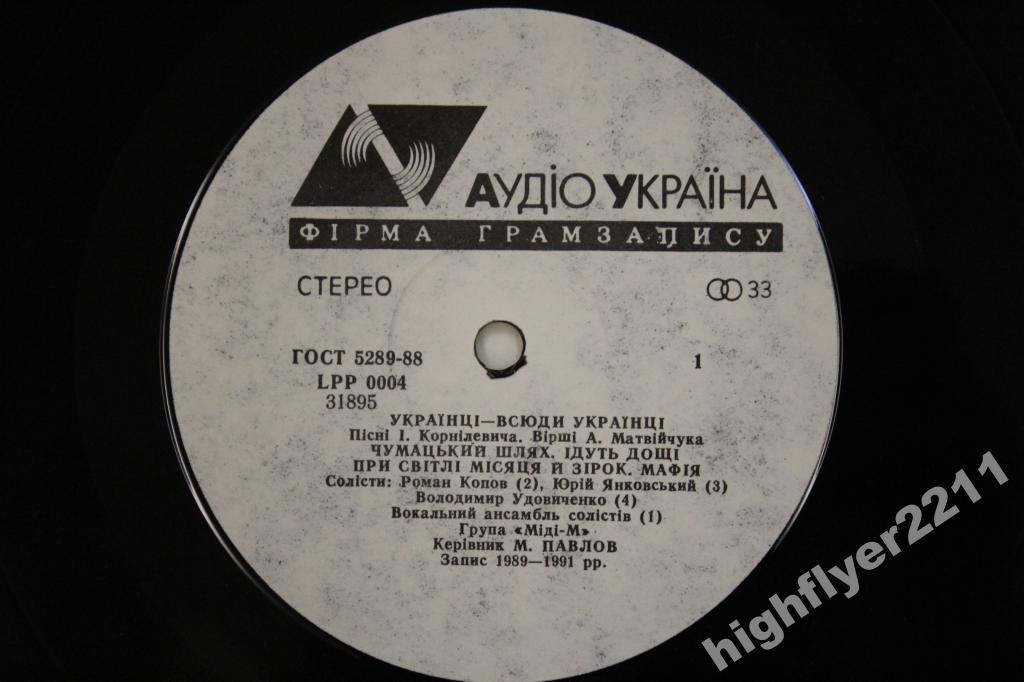 АУДІО УКРАЇНА
ФІРМА ГРАМЗАПИСУ
СТЕРЕО 33
ГОСТ 5289-88 1
LPP 0004
31895
УКРАЇНЦІ—ВСЮДИ УКРАЇНЦІ
Пісні І. Корнілевича. Вірші А. Матвійчука
ЧУМАЦЬКИЙ ШЛЯХ. ІДУТЬ ДОЩІ
ПРИ СВІТЛІ МІСЯЦЯ Й ЗІРОК. МАФІЯ
Солісти: Роман Копов (2), Юрій Янковський (3)
Володимир Удовиченко (4)
Вокальний ансамбль солістів (1)
Група «Міді-М»
Керівник М. ПАВЛОВ
Запис 1989—1991 рр.
highflyer2211